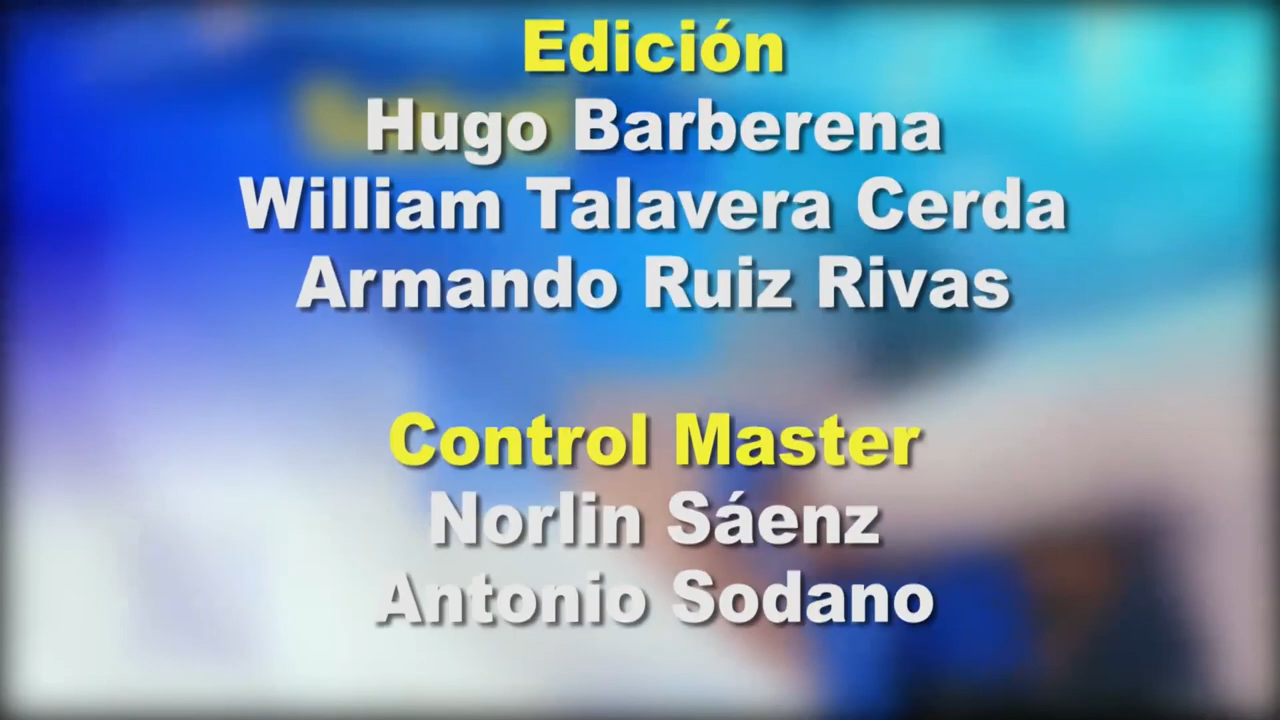 Edición
Hugo Barberena
William Talavera Cerda
Armando Ruiz Rivas
Control Master
Norlin Sáenz
Antonio Sodano